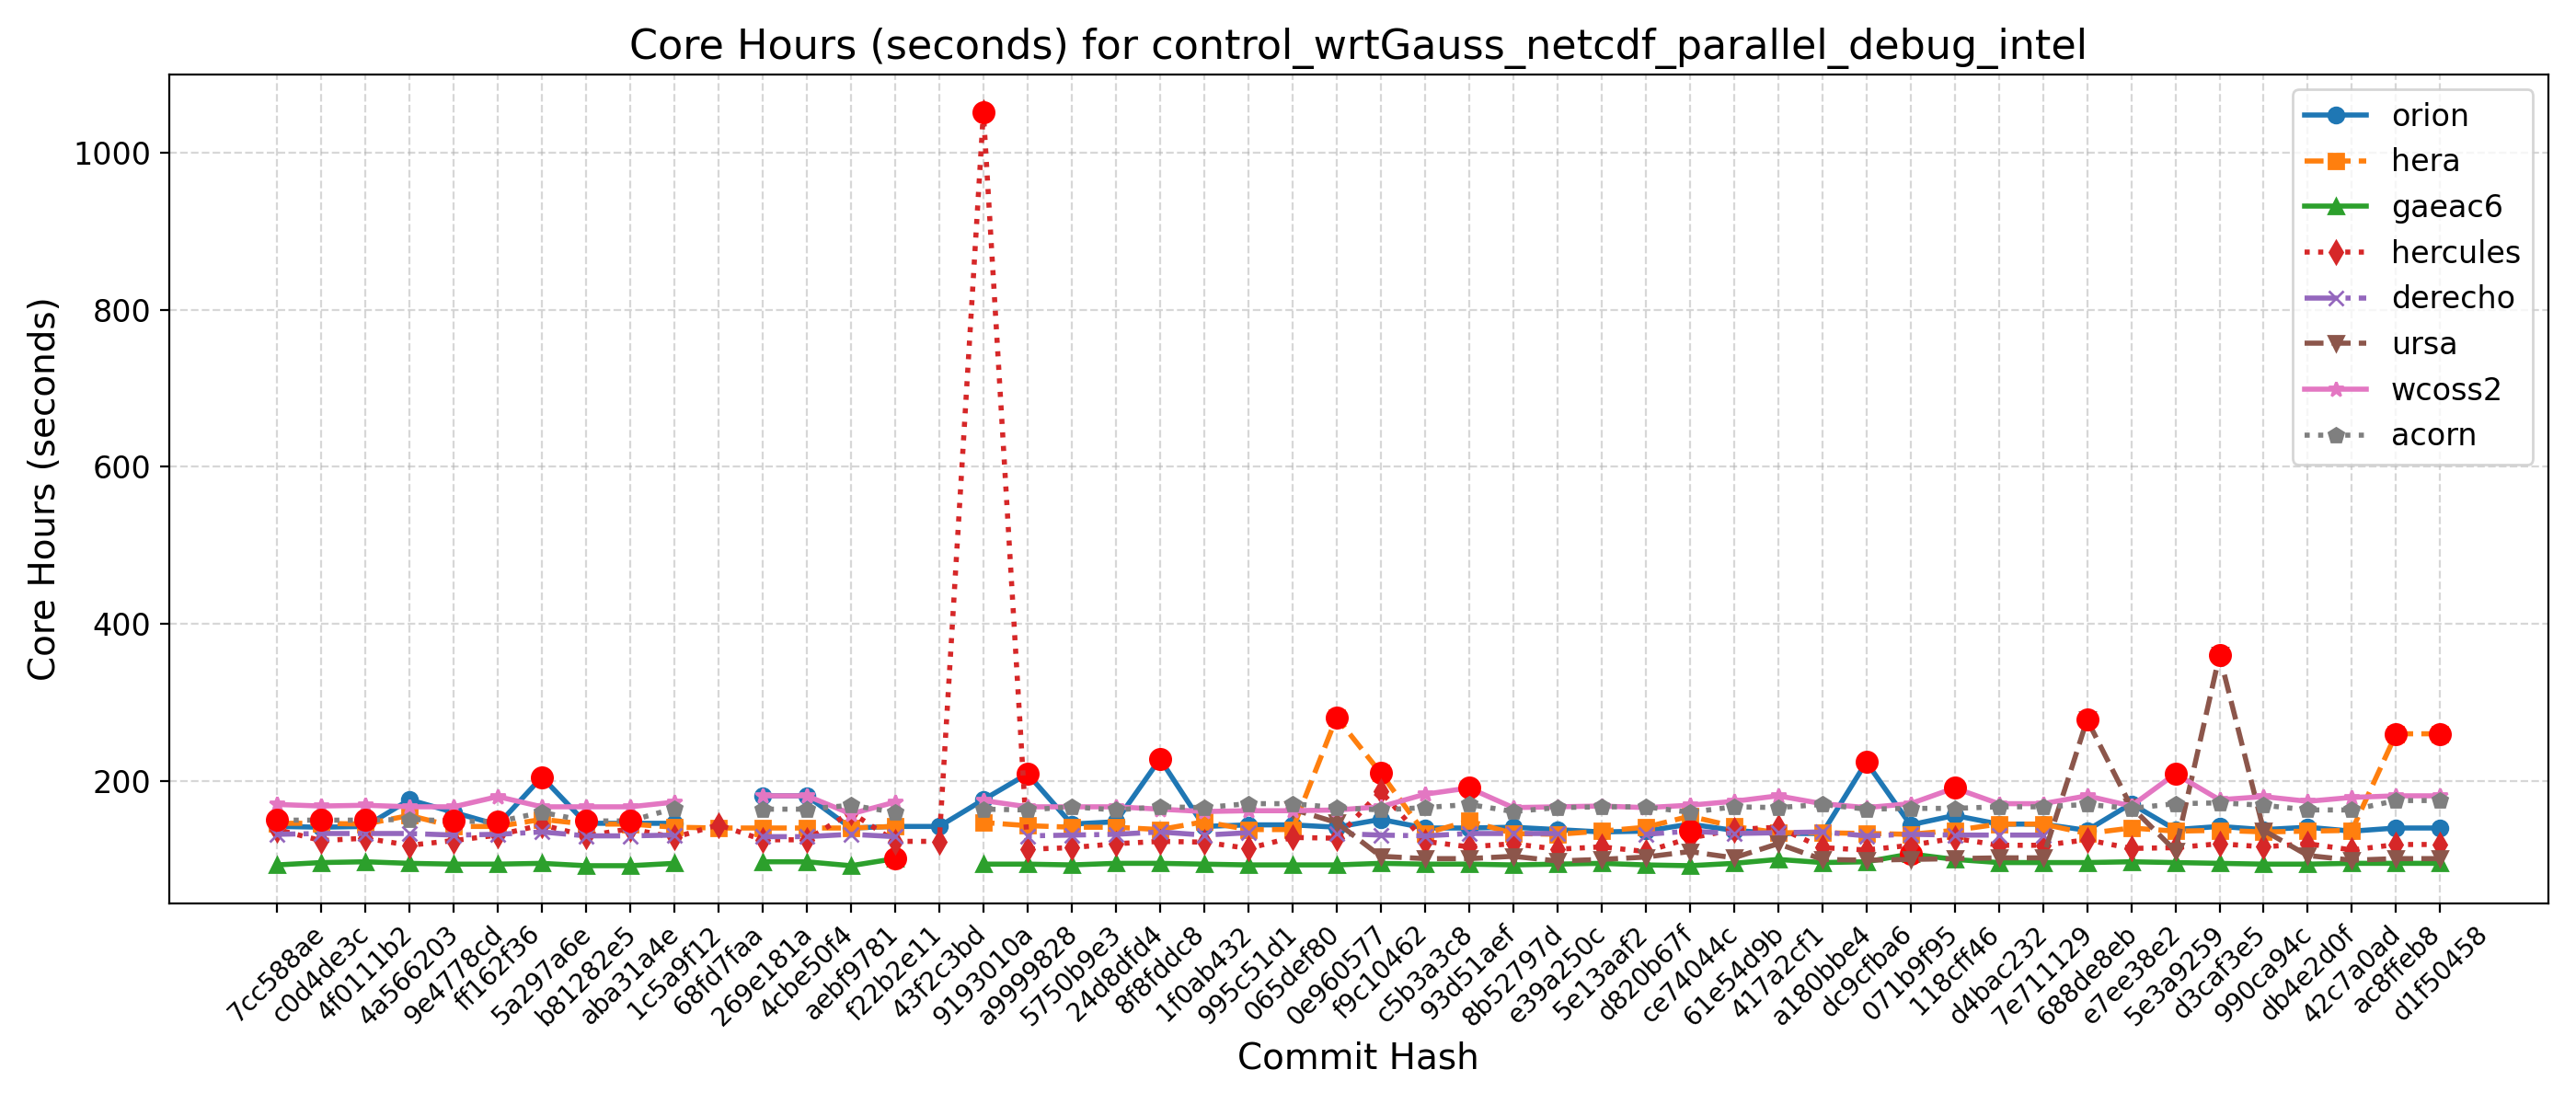 Core Hours (seconds) for control_wrtGauss_netcdf_parallel_debug_intel
Core Hours (seconds)
1000
800
600
400
200
orion
hera
gaeac6
hercules
derecho
ursa
wcoss2
acorn
7cc588ae
c0d4de3c
4f0111b2
4a566203
9e4778cd
ff162f36
5a297a6e
b81282e5
aba31a4e
1c5a9f12
68fd7faa
269e181a
4cbe50f4
aebf9781
f22b2e11
43f2c3bd
9193010a
a9999828
5750b9e3
24d8dfd4
8f8fddc8
1f0ab432
995c51d1
065def80
0e960577
f9c10462
c5b3a3c8
93d51aef
8b52797d
e39a250c
5e13aaf2
d820b67f
ce74044c
61e54d9b
417a2cf1
a180bbe4
dc9cfba6
071b9f95
118cff46
d4bac232
7e711129
688de8eb
e7ee38e2
5e3a9259
d3caf3e5
990ca94c
db4e2d0f
42c7a0ad
ac8ffeb8
d1f50458
Commit Hash